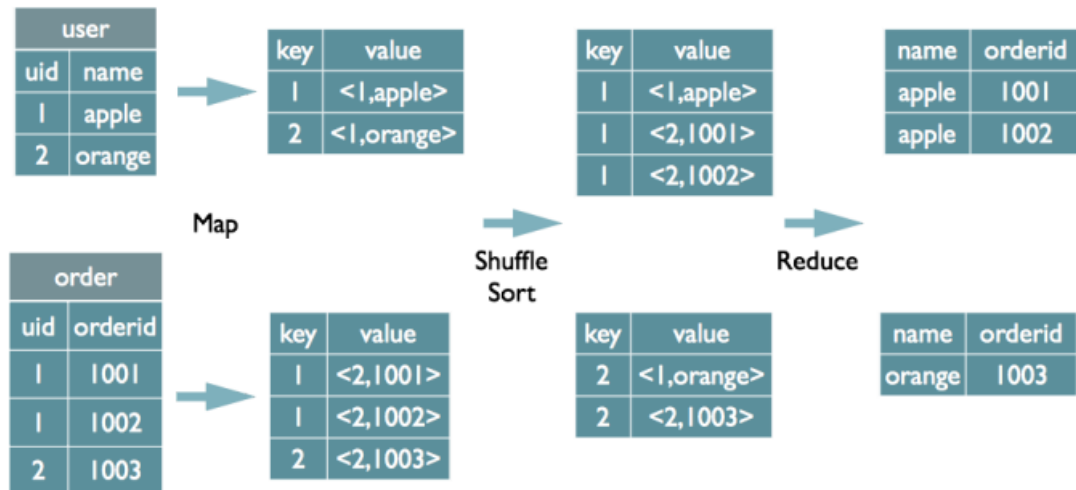 user
uid name
1 apple
2 orange
key value
1 <1,apple>
2 <1,orange>
key value
1 <1,apple>
1 <2,1001>
1 <2,1002>
name orderid
apple 1001
apple 1002
Map
Shuffle
Sort
Reduce
order
uid orderid
1 1001
1 1002
2 1003
key value
1 <2,1001>
1 <2,1002>
2 <2,1003>
key value
2 <1,orange>
2 <2,1003>
name orderid
orange 1003